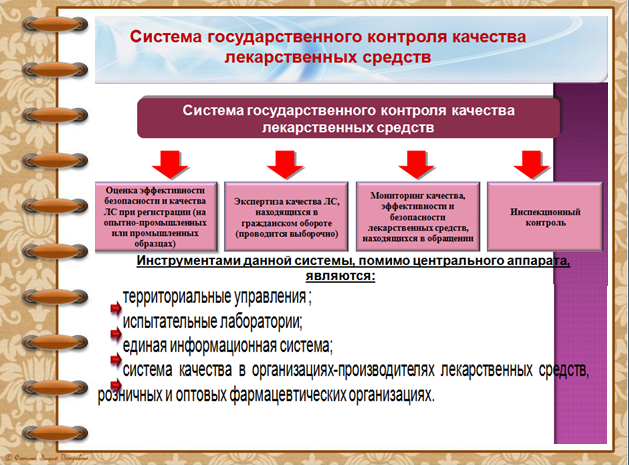 Система государственного контроля качества
лекарственных средств
Система государственного контроля качества
лекарственных средств
Оценка эффективности
безопасности и качества
ЛС при регистрации (на
опытно-промышленных
или промышленных
образцах)
Экспертиза качества ЛС,
находящихся в
гражданском обороте
(проводится выборочно)
Мониторинг качества,
эффективности и
безопасности
лекарственных средств,
находящихся в обращении
Инспекционный
контроль
Инструментами данной системы, помимо центрального аппарата,
являются:
территориальные управления ;
испытательные лаборатории;
единая информационная система;
система качества в организациях-производителях лекарственных средств,
розничных и оптовых фармацевтических организациях.